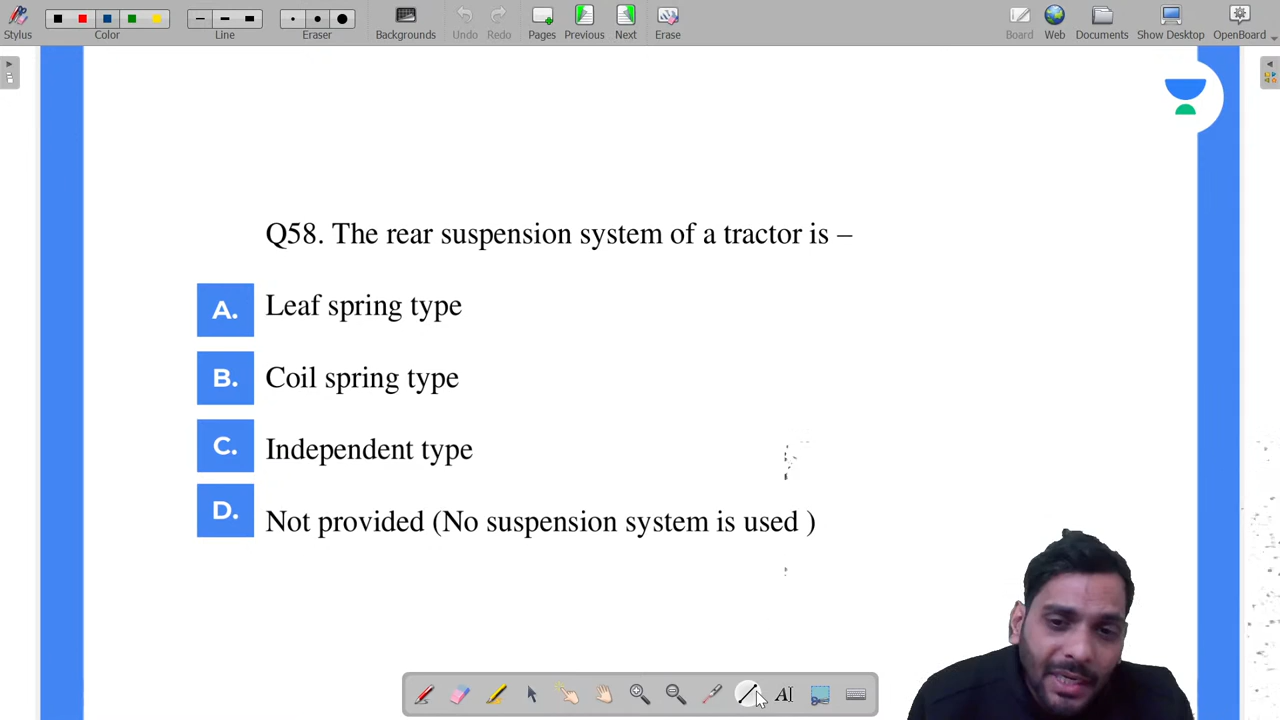 Stylus
Color
Line
Eraser
Backgrounds
Undo
Redo
Pages
Previous
Next
Erase
Board
Web
Documents
Show Desktop
OpenBoard
Q58. The rear suspension system of a tractor is –
A. Leaf spring type
B. Coil spring type
C. Independent type
D. Not provided (No suspension system is used )
AI